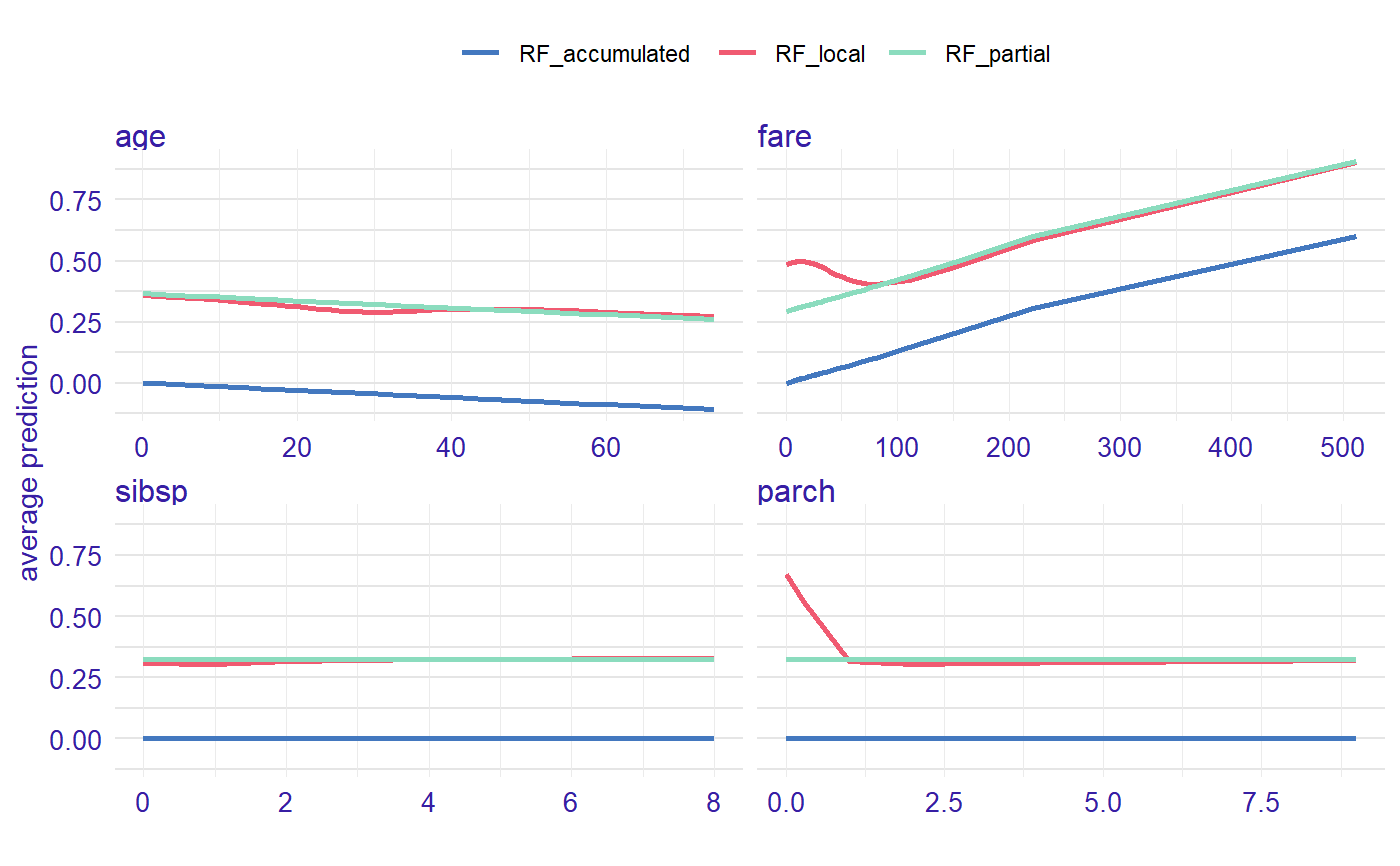 RF_accumulated RF_local RF_partial
age fare
0.75
0.50
0.25
0.00
0 20 40 60 0 100 200 300 400 500
average prediction
sibsp parch
0.75
0.50
0.25
0.00
0 2 4 6 8 0.0 2.5 5.0 7.5